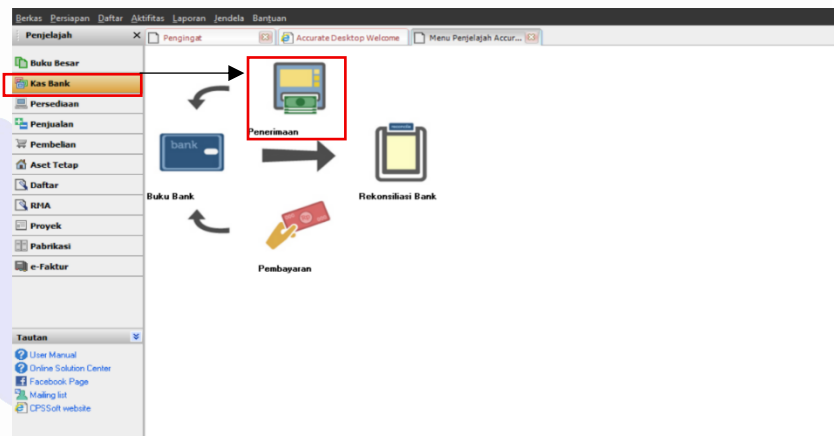 Berkas Persiapan Daftar Aktifitas Laporan Jendela Bantuan
Penjelajah
Pengingat
Accurate Desktop Welcome
Menu Penjelajah Accur...
Buku Besar
Kas Bank
Persediaan
Penjualan
Pembelian
Aset Tetap
Daftar
RMA
Proyek
Pabrikasi
e-Faktur
Penerimaan
bank
Buku Bank
Rekonsiliasi Bank
Pembayaran
Tautan
User Manual
Online Solution Center
Facebook Page
Mailing list
CPSSoft website